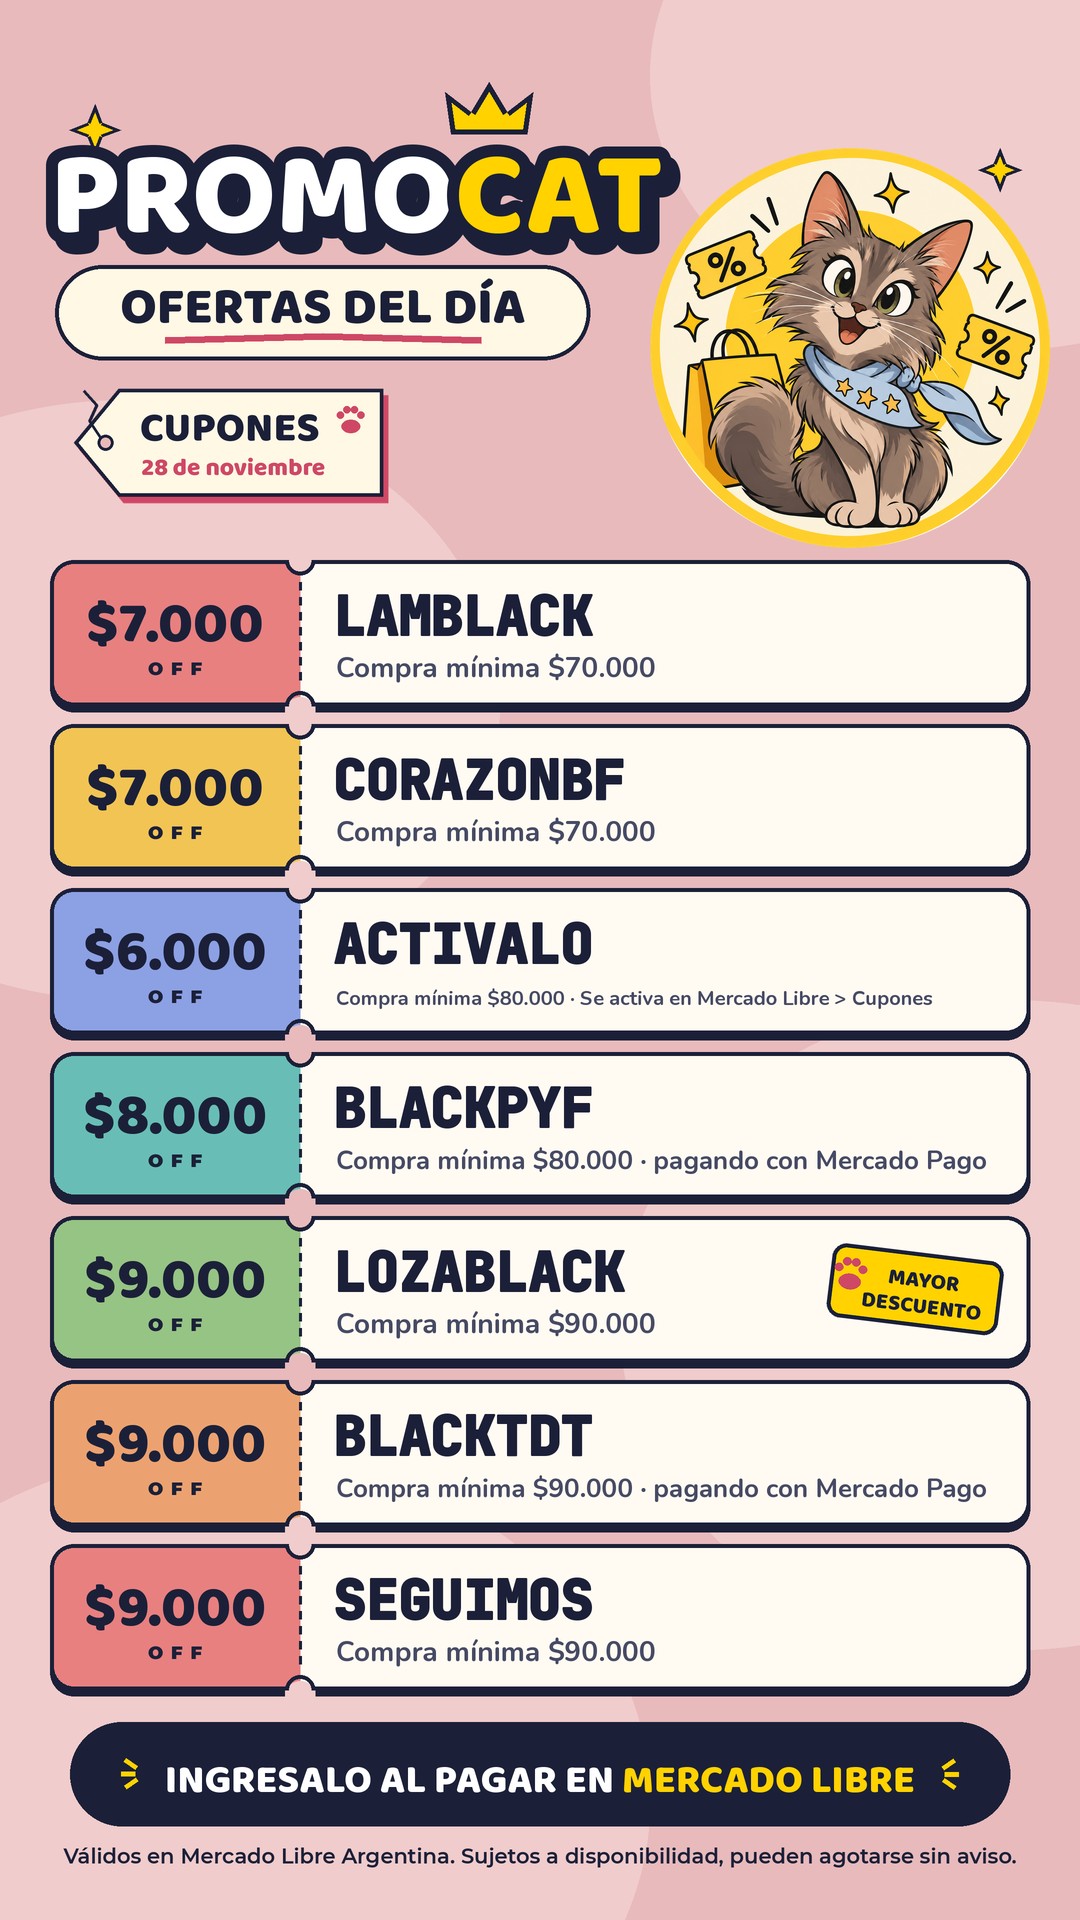 PROMOCAT
OFERTAS DEL DÍA
CUPONES
28 de noviembre
%
%
$7.000
OFF
LAMBLACK
Compra mínima $70.000
$7.000
OFF
CORAZONBF
Compra mínima $70.000
$6.000
OFF
ACTIVALO
Compra mínima $80.000 · Se activa en Mercado Libre > Cupones
$8.000
OFF
BLACKPYF
Compra mínima $80.000 · pagando con Mercado Pago
$9.000
OFF
LOZABLACK
Compra mínima $90.000
MAYOR
DESCUENTO
$9.000
OFF
BLACKTDT
Compra mínima $90.000 · pagando con Mercado Pago
$9.000
OFF
SEGUIMOS
Compra mínima $90.000
INGRESALO AL PAGAR EN MERCADO LIBRE
Válidos en Mercado Libre Argentina. Sujetos a disponibilidad, pueden agotarse sin aviso.